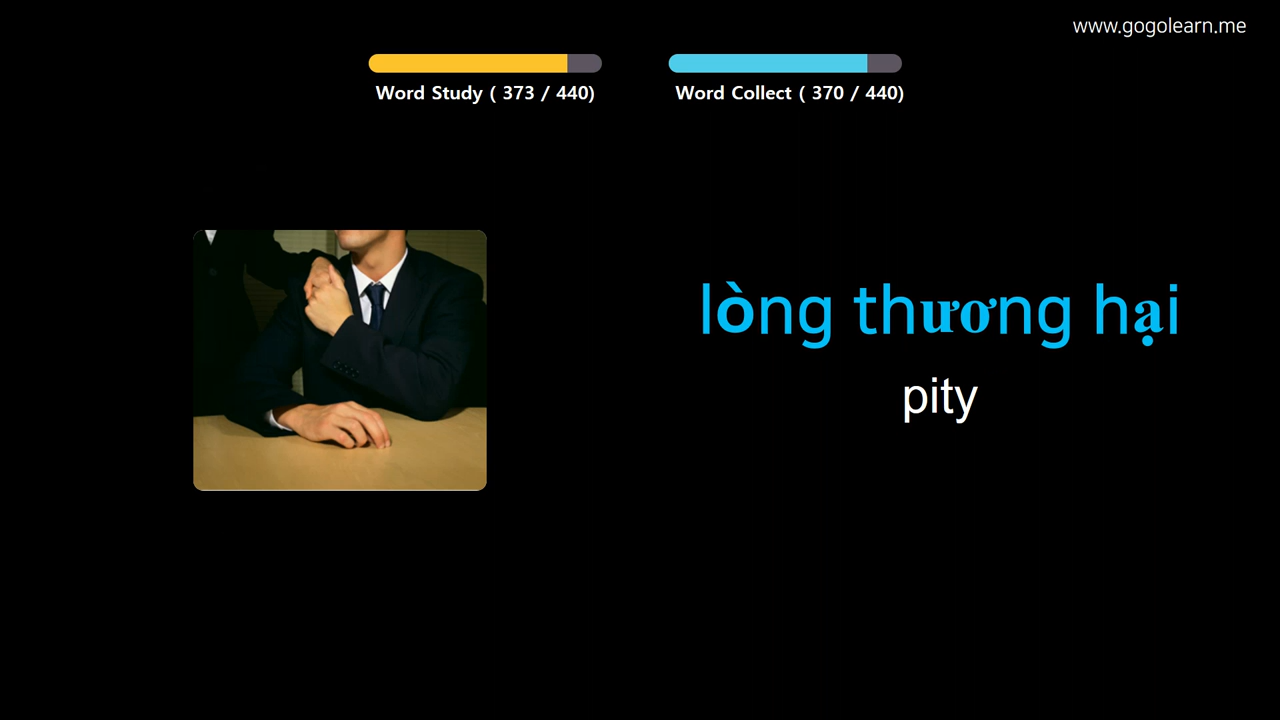 www.gogolearn.me
Word Study ( 373 / 440)
Word Collect ( 370 / 440)
lòng thương hại
pity